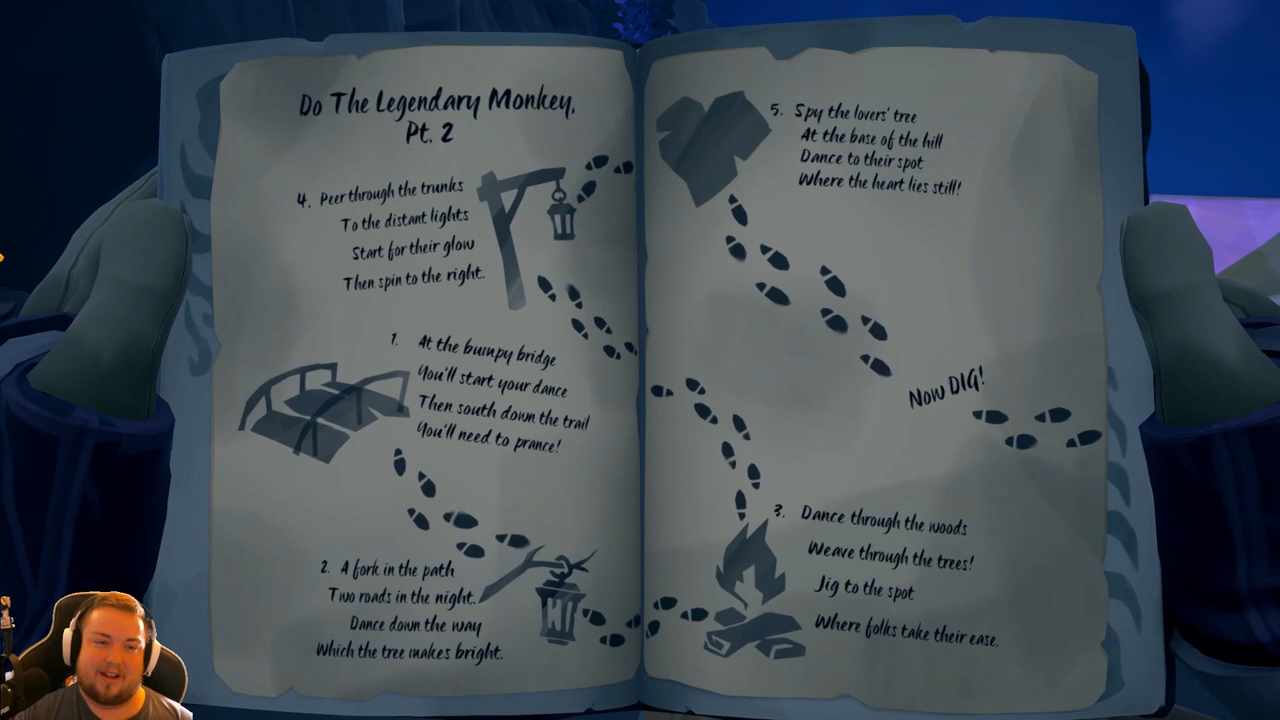 Do The Legendary Monkey,
Pt. 2
4. Peer through the trunks
To the distant lights
Start for their glow
Then spin to the right.
1. At the bumpy bridge
You'll start your dance
Then south down the trail
You'll need to prance!
2. A fork in the path
Two roads in the night.
Dance down the way
Which the tree makes bright.
5. Spy the lovers' tree
At the base of the hill
Dance to their spot
Where the heart lies still!
Now DIG!
3. Dance through the woods
Weave through the trees!
Jig to the spot
Where folks take their ease.